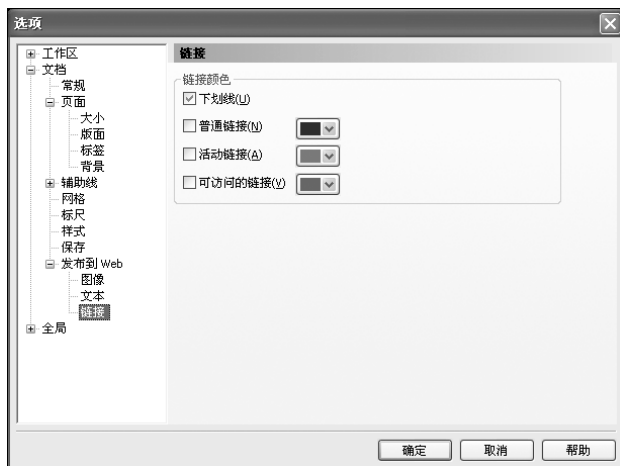 选项
工作区
文档
常规
页面
大小
版面
标签
背景
辅助线
网格
标尺
样式
保存
发布到 Web
图像
文本
链接
全局
链接
链接颜色
下划线(U)
普通链接(N)
活动链接(A)
可访问的链接(V)
确定
取消
帮助